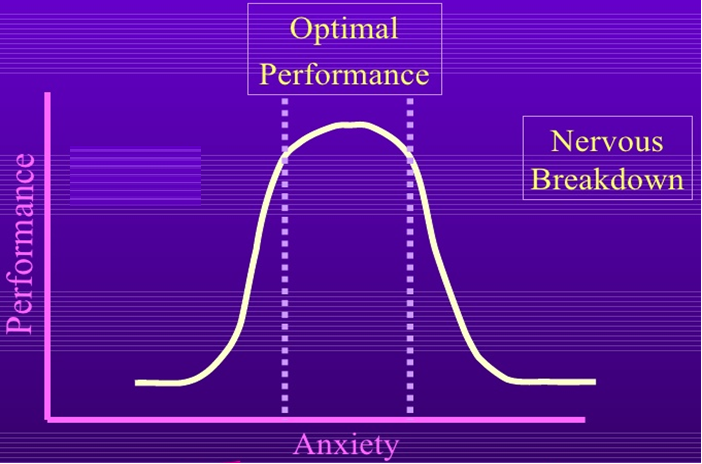 Optimal
Performance
Nervous
Breakdown
Performance
Anxiety